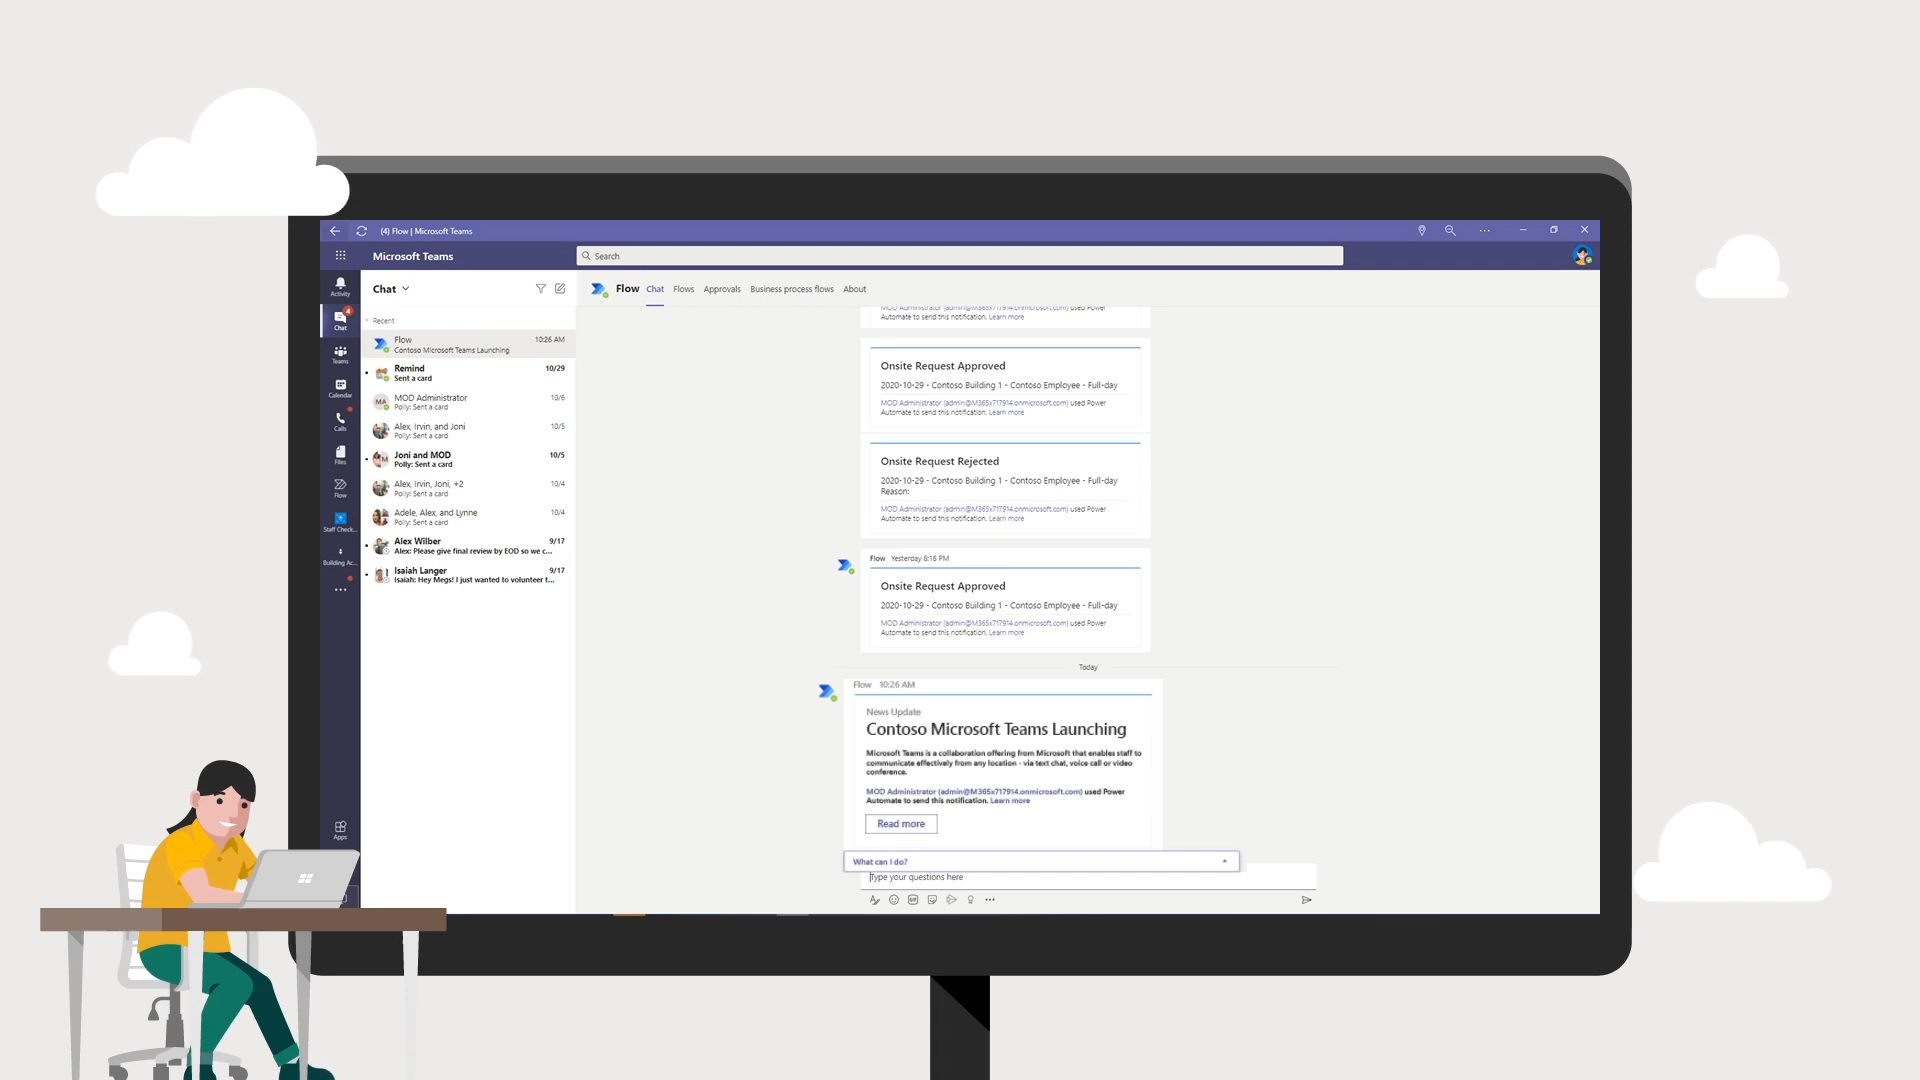 (4) Flow | Microsoft Teams
Microsoft Teams
Search
Activity
Chat
4
Teams
Calendar
Calls
Files
Flow
Staff Check...
Building Ac...
Apps
Chat
Recent
Flow 10:26 AM
Contoso Microsoft Teams Launching
Remind 10/29
Sent a card
MA
MOD Administrator 10/6
Polly: Sent a card
Alex, Irvin, and Joni 10/5
Polly: Sent a card
Joni and MOD 10/5
Polly: Sent a card
Alex, Irvin, Joni, +2 10/4
Polly: Sent a card
Adele, Alex, and Lynne 10/4
Polly: Sent a card
Alex Wilber 9/17
Alex: Please give final review by EOD so we c...
Isaiah Langer 9/17
Isaiah: Hey Megs! I just wanted to volunteer t...
Flow Chat Flows Approvals Business process flows About
MOD Administrator (admin@M365x717914.onmicrosoft.com) used Power
Automate to send this notification. Learn more
Onsite Request Approved
2020-10-29 - Contoso Building 1 - Contoso Employee - Full-day
MOD Administrator (admin@M365x717914.onmicrosoft.com) used Power
Automate to send this notification. Learn more
Onsite Request Rejected
2020-10-29 - Contoso Building 1 - Contoso Employee - Full-day
Reason:
MOD Administrator (admin@M365x717914.onmicrosoft.com) used Power
Automate to send this notification. Learn more
Flow Yesterday 8:18 PM
Onsite Request Approved
2020-10-29 - Contoso Building 1 - Contoso Employee - Full-day
MOD Administrator (admin@M365x717914.onmicrosoft.com) used Power
Automate to send this notification. Learn more
Today
Flow 10:26 AM
News Update
Contoso Microsoft Teams Launching
Microsoft Teams is a collaboration offering from Microsoft that enables staff to
communicate effectively from any location - via text chat, voice call or video
conference.
MOD Administrator (admin@M365x717914.onmicrosoft.com) used Power
Automate to send this notification. Learn more
Read more
What can I do?
Type your questions here
GIF